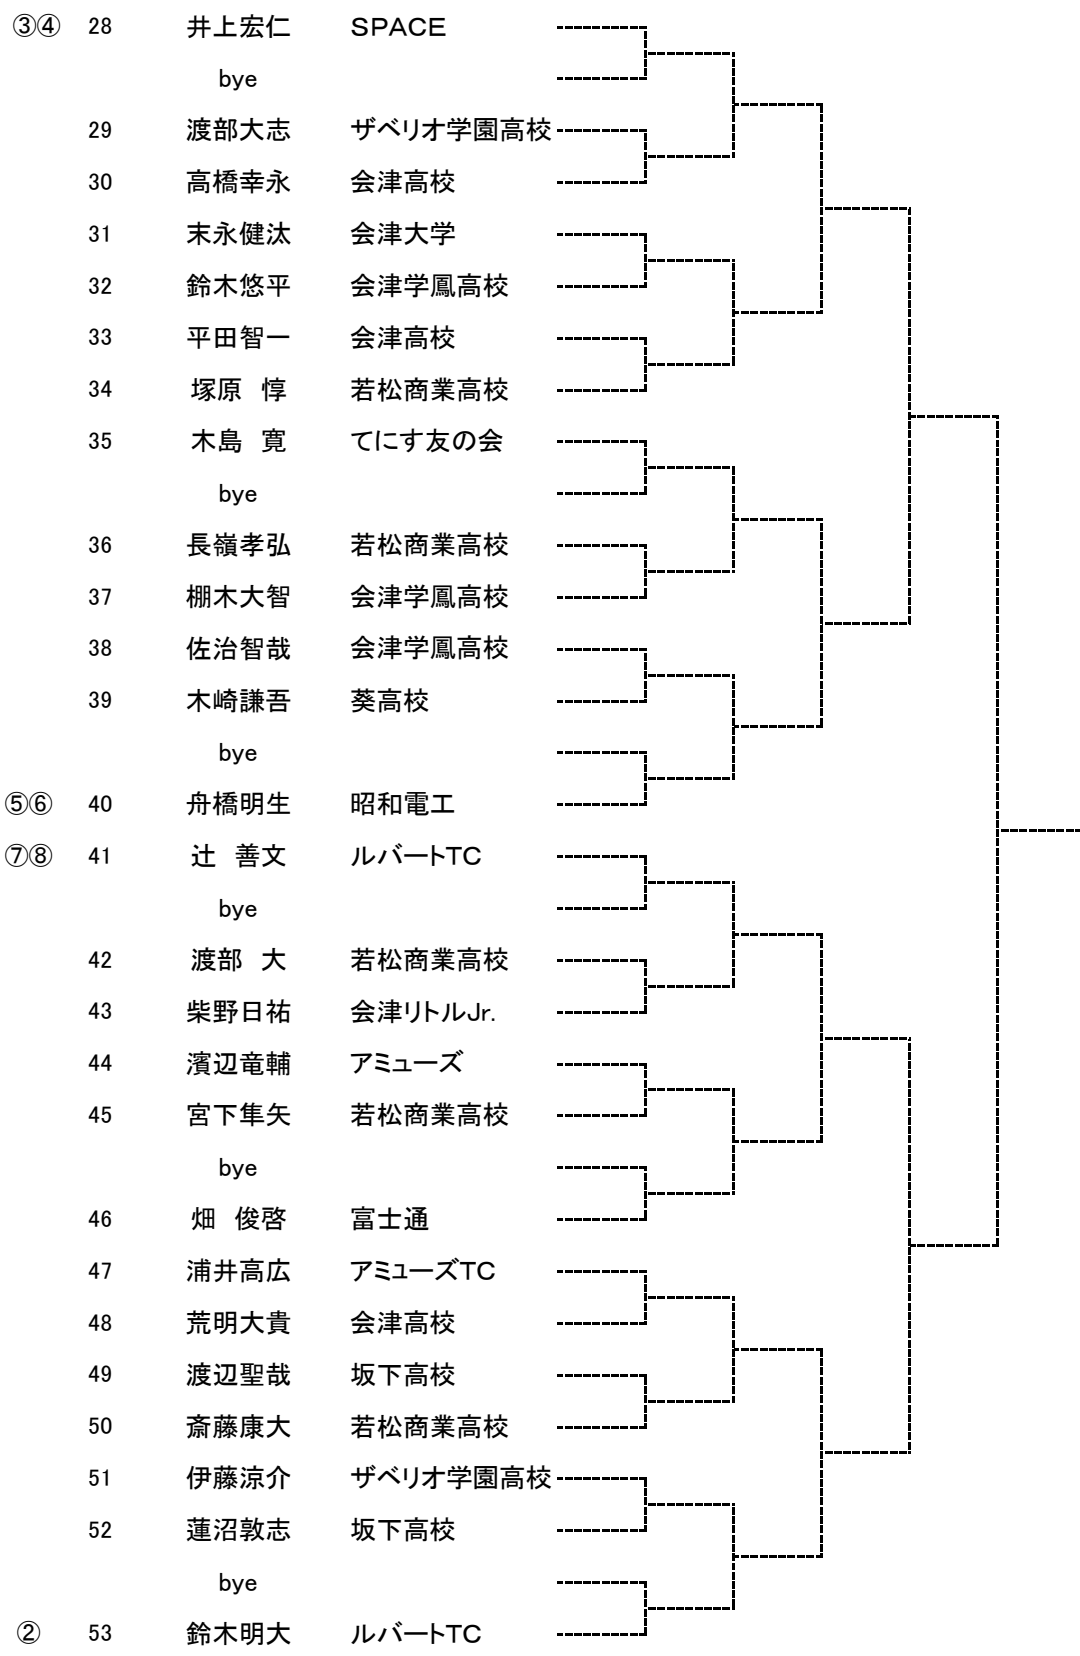 ③④ 28 井上宏仁 SPACE
bye
29 渡部大志 ザベリオ学園高校
30 高橋幸永 会津高校
31 末永健汰 会津大学
32 鈴木悠平 会津学鳳高校
33 平田智一 会津高校
34 塚原 惇 若松商業高校
35 木島 寛 てにす友の会
bye
36 長嶺孝弘 若松商業高校
37 棚木大智 会津学鳳高校
38 佐治智哉 会津学鳳高校
39 木崎謙吾 葵高校
bye
⑤⑥ 40 舟橋明生 昭和電工
⑦⑧ 41 辻 善文 ルバートTC
bye
42 渡部 大 若松商業高校
43 柴野日祐 会津リトルJr.
44 濱辺竜輔 アミューズ
45 宮下隼矢 若松商業高校
bye
46 畑 俊啓 富士通
47 浦井高広 アミューズTC
48 荒明大貴 会津高校
49 渡辺聖哉 坂下高校
50 斎藤康大 若松商業高校
51 伊藤涼介 ザベリオ学園高校
52 蓮沼敦志 坂下高校
bye
② 53 鈴木明大 ルバートTC